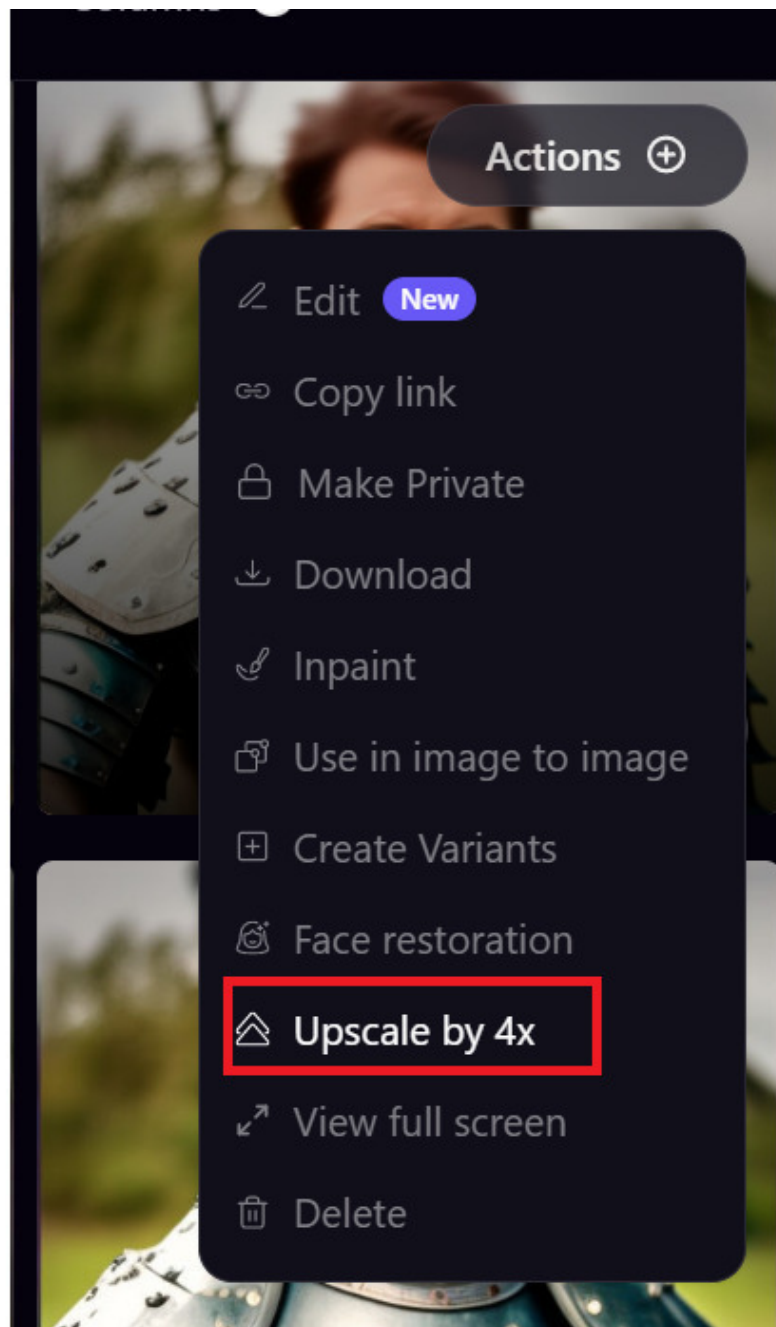 Actions
Edit New
Copy link
Make Private
Download
Inpaint
Use in image to image
Create Variants
Face restoration
Upscale by 4x
View full screen
Delete